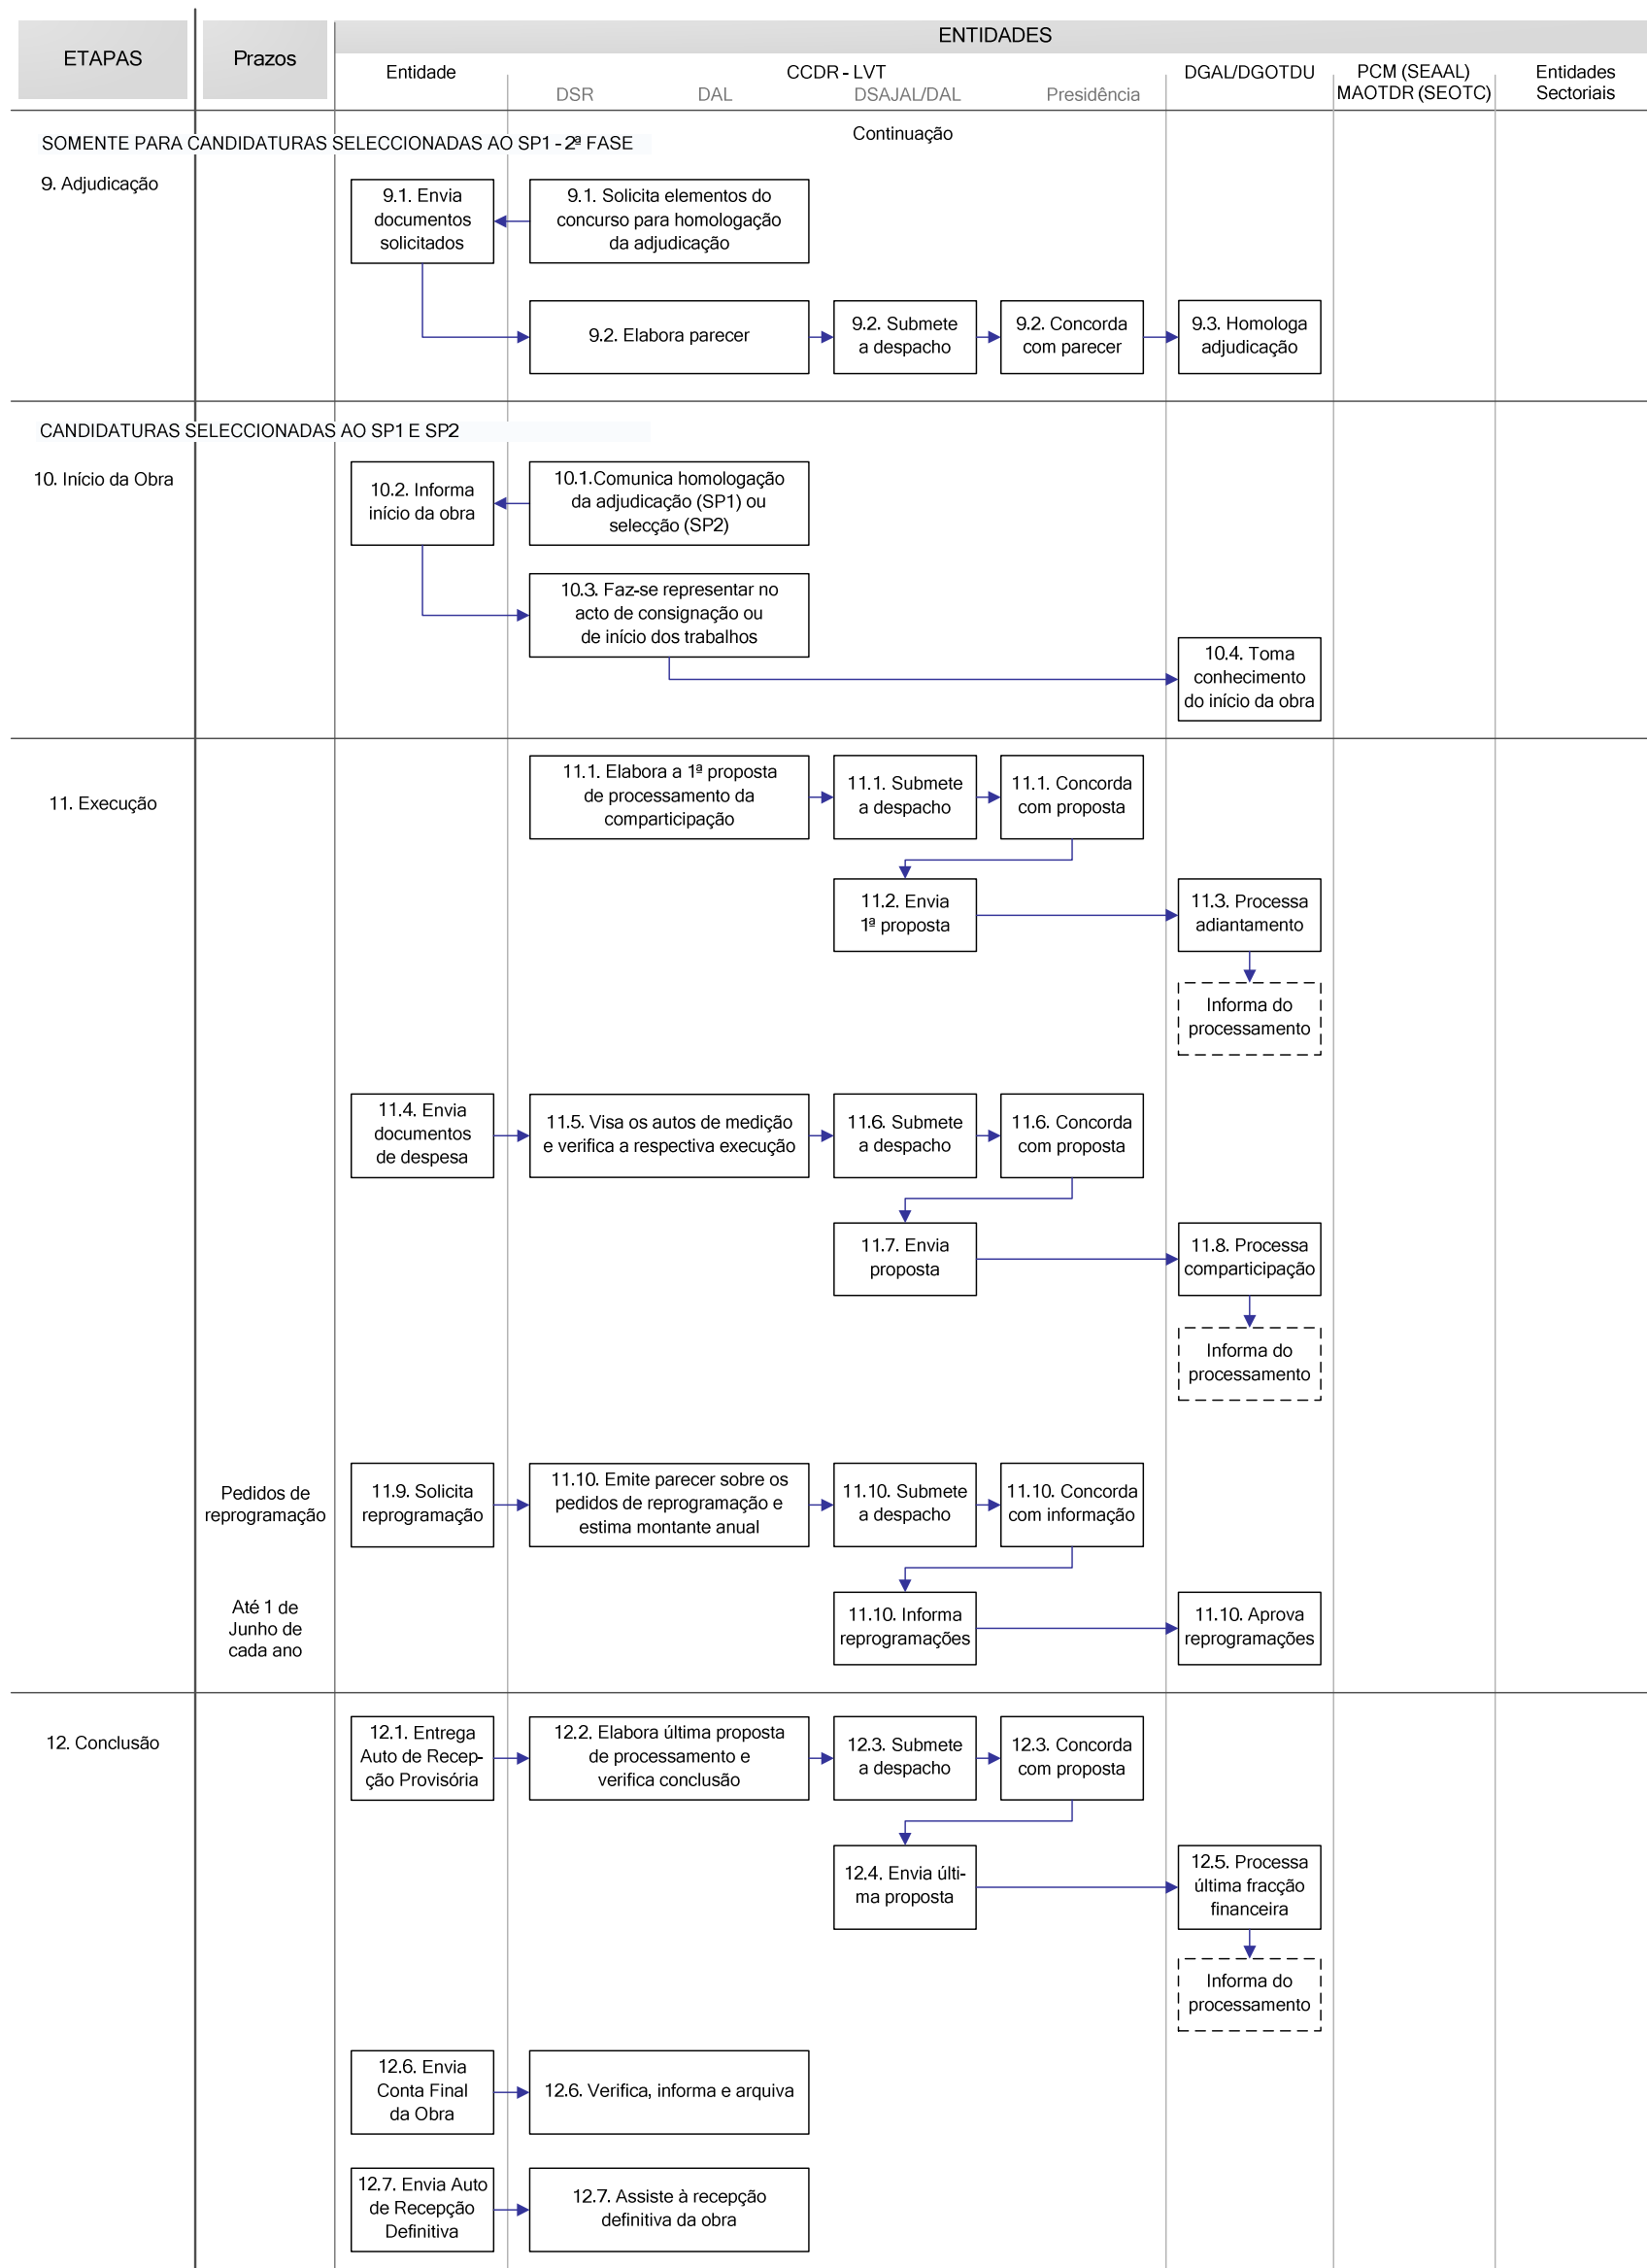 ETAPAS
Prazos
ENTIDADES
Entidade
CCDR - LVT
DGAL/DGOTDU
PCM (SEAAL)
MAOTDR (SEOTC)
Entidades
Sectoriais
DSR
DAL
DSAJAL/DAL
Presidência
Continuação
SOMENTE PARA CANDIDATURAS SELECCIONADAS AO SP1 - 2ª FASE
9. Adjudicação
9.1. Envia
documentos
solicitados
9.1. Solicita elementos do
concurso para homologação
da adjudicação
9.2. Elabora parecer
9.2. Submete
a despacho
9.2. Concorda
com parecer
9.3. Homologa
adjudicação
CANDIDATURAS SELECCIONADAS AO SP1 E SP2
10. Início da Obra
10.2. Informa
início da obra
10.1.Comunica homologação
da adjudicação (SP1) ou
selecção (SP2)
10.3. Faz-se representar no
acto de consignação ou
de início dos trabalhos
10.4. Toma
conhecimento
do início da obra
11. Execução
11.1. Elabora a 1ª proposta
de processamento da
comparticipação
11.1. Submete
a despacho
11.1. Concorda
com proposta
11.2. Envia
1ª proposta
11.3. Processa
adiantamento
Informa do
processamento
11.4. Envia
documentos
de despesa
11.5. Visa os autos de medição
e verifica a respectiva execução
11.6. Submete
a despacho
11.6. Concorda
com proposta
11.7. Envia
proposta
11.8. Processa
comparticipação
Informa do
processamento
Pedidos de
reprogramação
11.9. Solicita
reprogramação
11.10. Emite parecer sobre os
pedidos de reprogramação e
estima montante anual
11.10. Submete
a despacho
11.10. Concorda
com informação
Até 1 de
Junho de
cada ano
11.10. Informa
reprogramações
11.10. Aprova
reprogramações
12. Conclusão
12.1. Entrega
Auto de Recep-
ção Provisória
12.2. Elabora última proposta
de processamento e
verifica conclusão
12.3. Submete
a despacho
12.3. Concorda
com proposta
12.4. Envia últi-
ma proposta
12.5. Processa
última fracção
financeira
Informa do
processamento
12.6. Envia
Conta Final
da Obra
12.6. Verifica, informa e arquiva
12.7. Envia Auto
de Recepção
Definitiva
12.7. Assiste à recepção
definitiva da obra